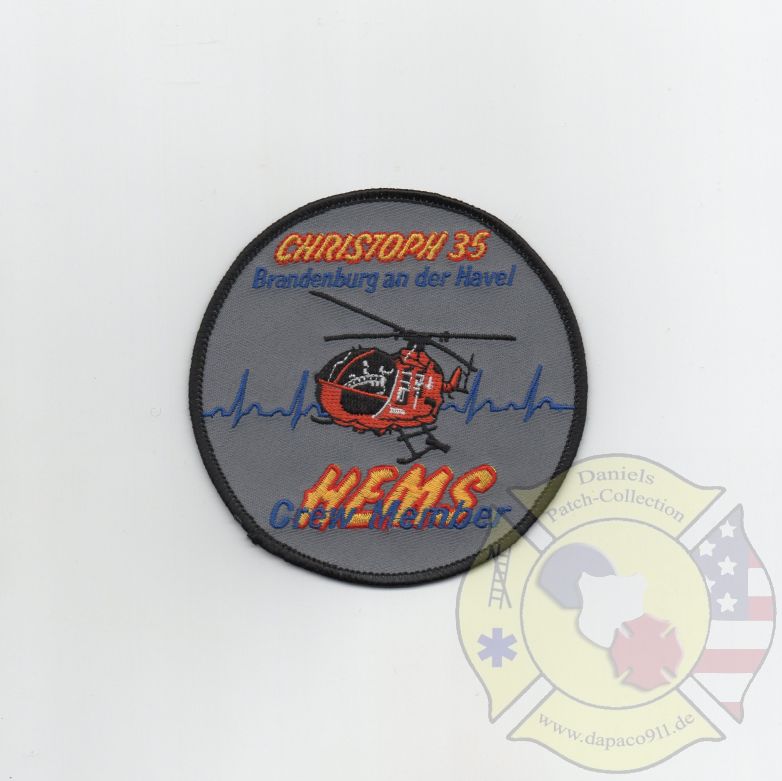 CHRISTOPH 35
Brandenburg an der Havel
HEMS
Crew Member
Daniels
Patch-Collection
www.dapaco911.de